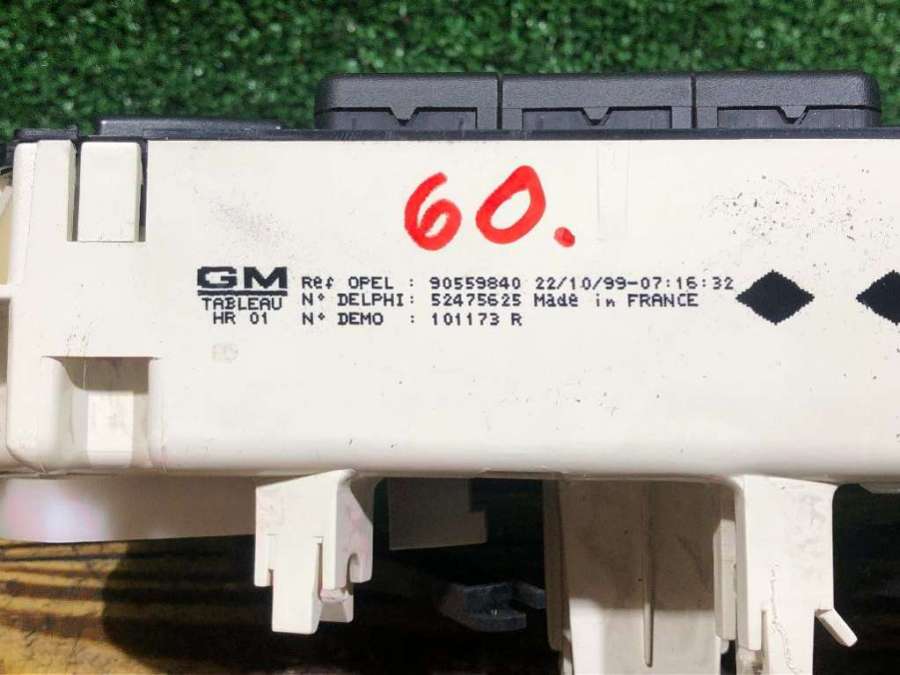 60.
GM
TABLEAU
HR 01
Réf OPEL : 90559840 22/10/99-07:16:32
N° DELPHI: 52475625 Made in FRANCE
N° DEMO : 101173 R